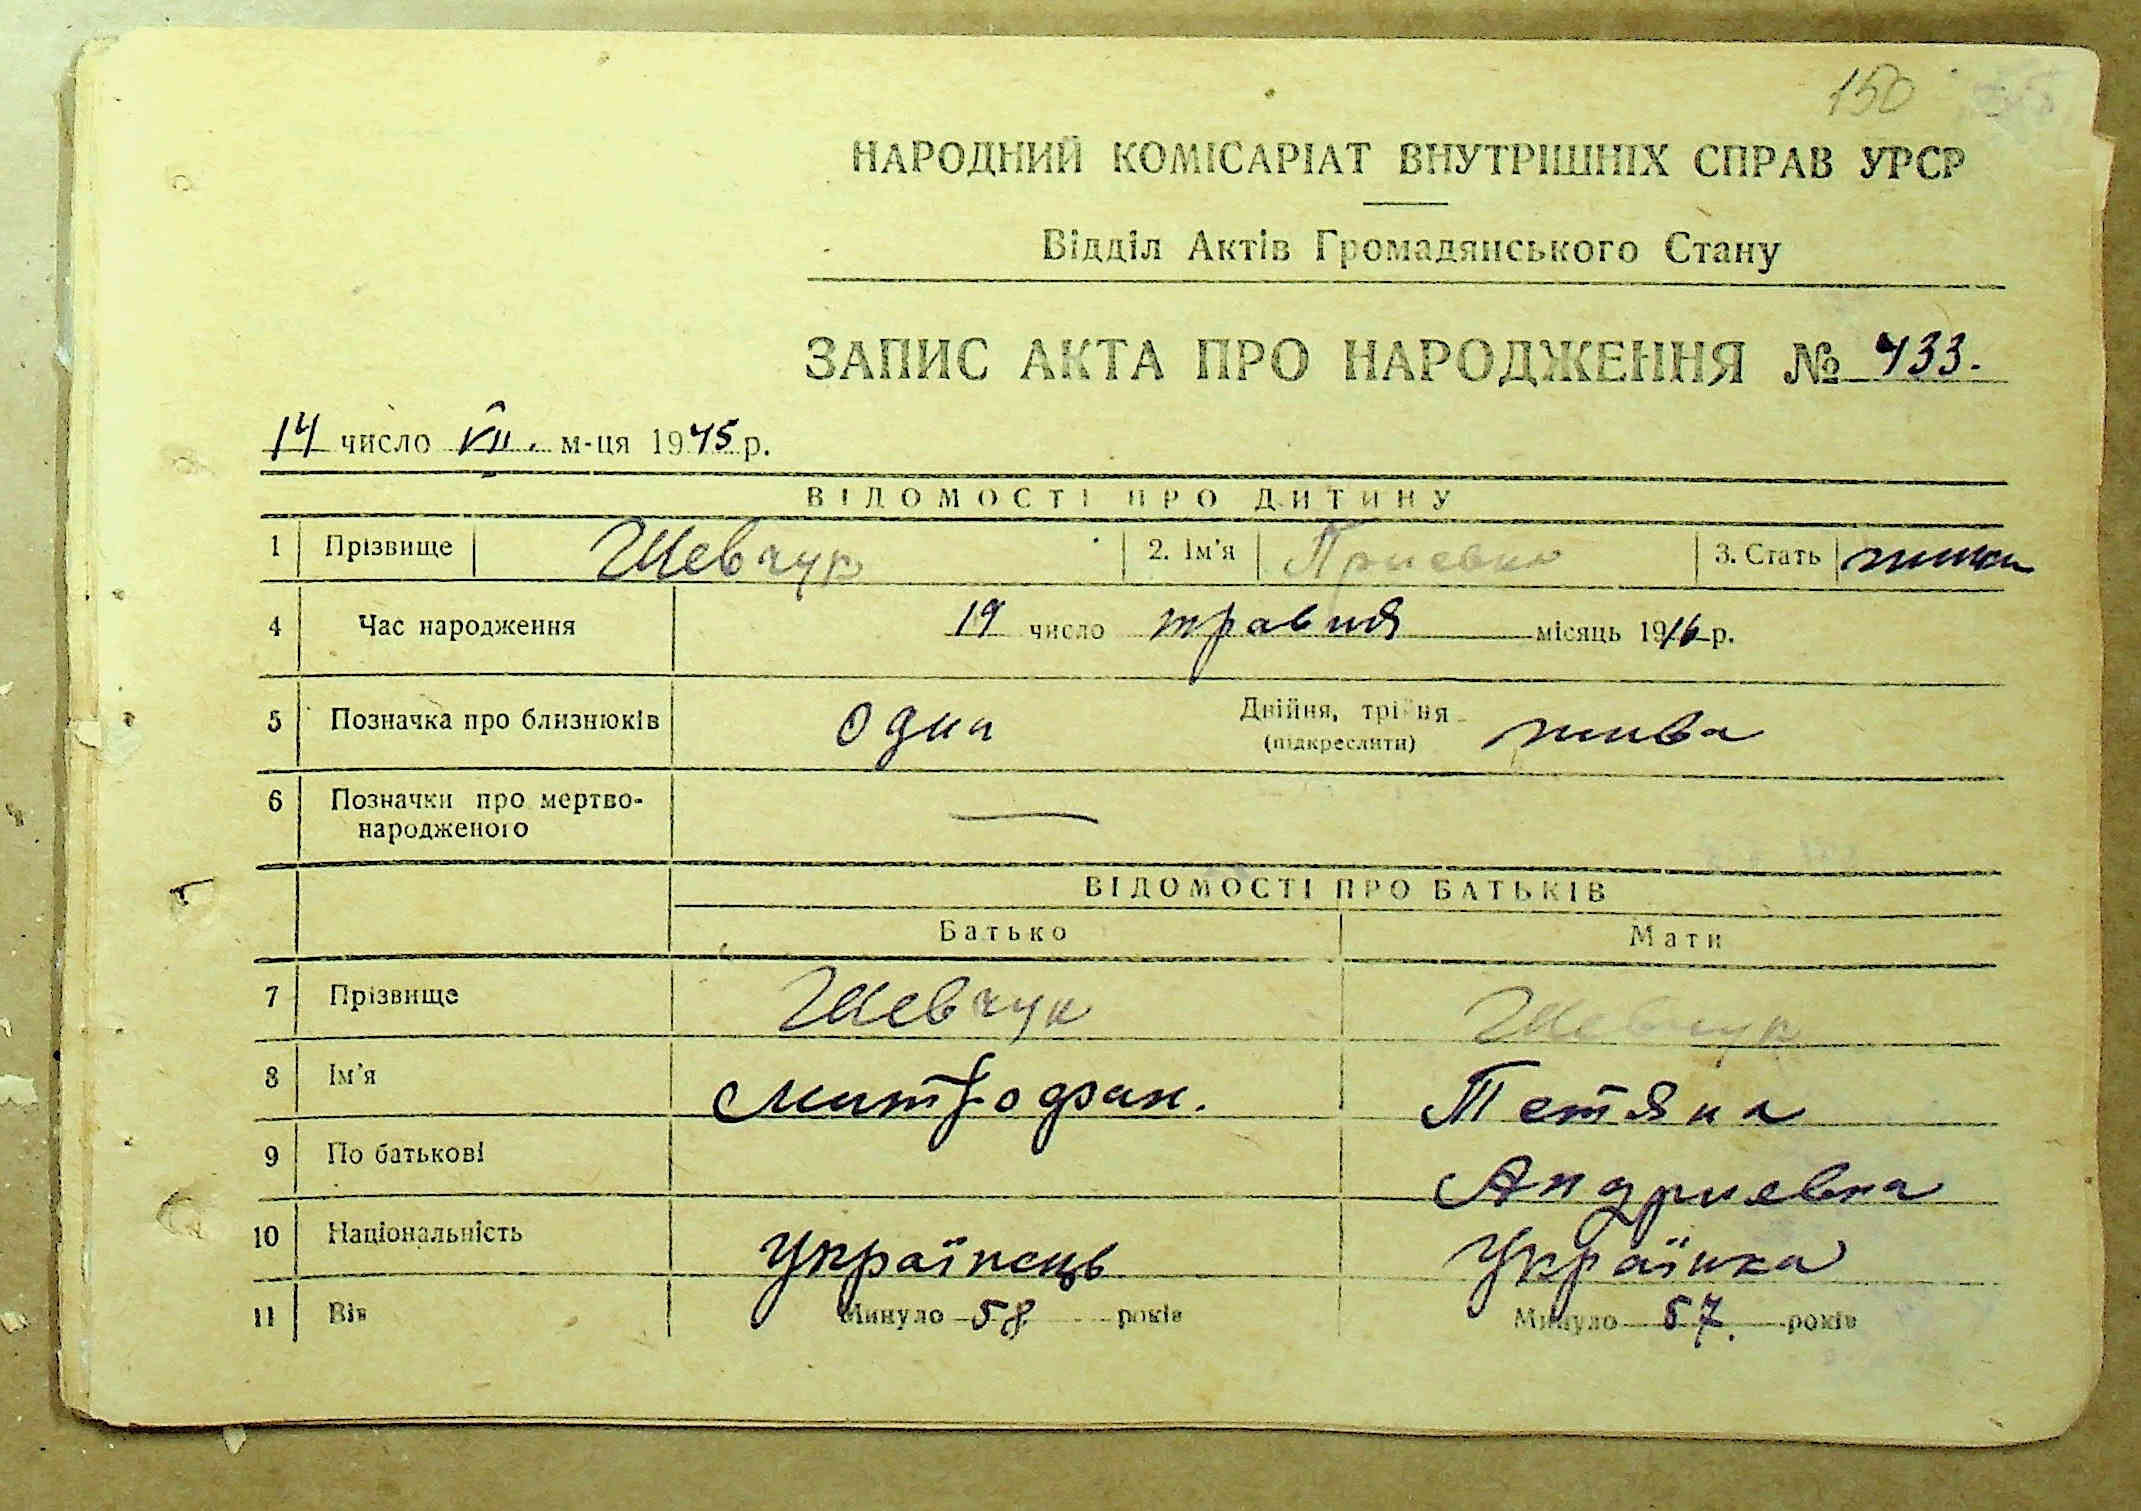 150
НАРОДНИЙ КОМІСАРІАТ ВНУТРІШНІХ СПРАВ УРСР
Відділ Актів Громадянського Стану
ЗАПИС АКТА ПРО НАРОДЖЕННЯ № 433.
14 число VII. м-ця 1945 р.
ВІДОМОСТІ ПРО ДИТИНУ
1 Прізвище Шевчук 2. Ім'я 3. Стать
4 Час народження 19 число травня місяць 1916 р.
5 Позначка про близнюків одна Двійня, трійня (підкреслити) жива
6 Позначки про мертво-
народженого —
ВІДОМОСТІ ПРО БАТЬКІВ
Батько Мати
7 Прізвище Шевчук Шевчук
8 Ім'я Митрофан. Тетяна
9 По батькові Андриевна
10 Національність Українець Українка
11 Вік Минуло 58 років Минуло 57. років